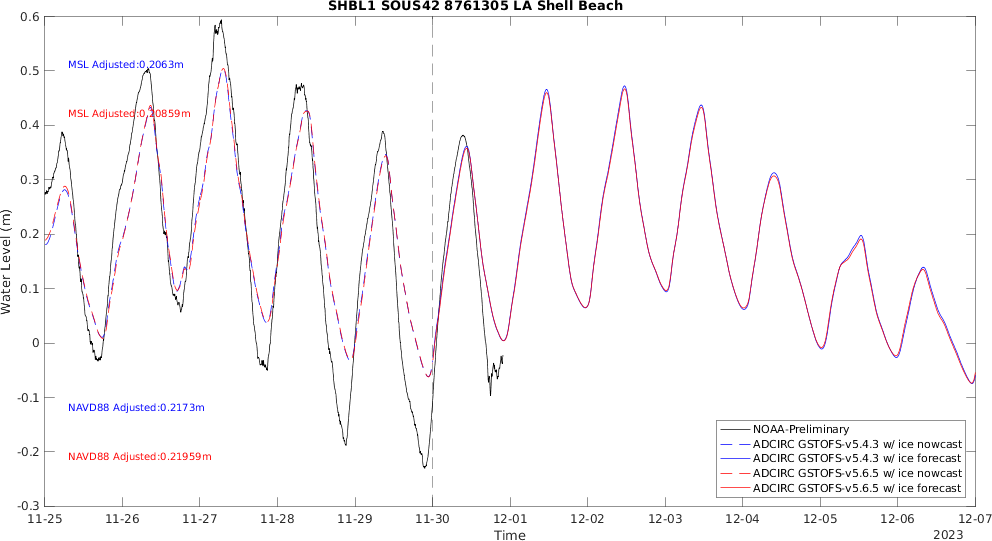 SHBL1 SOUS42 8761305 LA Shell Beach
0.6
0.5
0.4
0.3
0.2
0.1
0
-0.1
-0.2
-0.3
Water Level (m)
MSL Adjusted:0.2063m
MSL Adjusted:0.20859m
NAVD88 Adjusted:0.2173m
NAVD88 Adjusted:0.21959m
NOAA-Preliminary
ADCIRC GSTOFS-v5.4.3 w/ ice nowcast
ADCIRC GSTOFS-v5.4.3 w/ ice forecast
ADCIRC GSTOFS-v5.6.5 w/ ice nowcast
ADCIRC GSTOFS-v5.6.5 w/ ice forecast
11-25 11-26 11-27 11-28 11-29 11-30 12-01 12-02 12-03 12-04 12-05 12-06 12-07
Time
2023